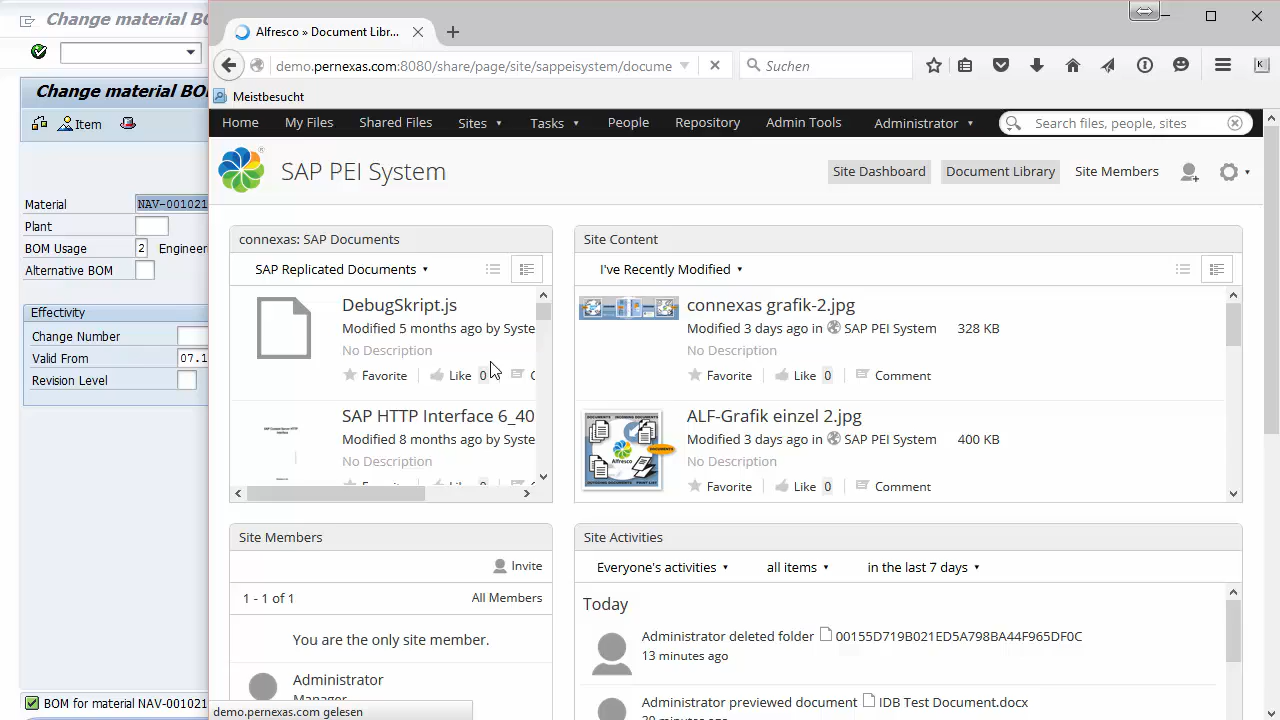 Change material BO
Change material BO
Item
Material NAV-001021
Plant
BOM Usage 2 Engineer
Alternative BOM
Effectivity
Change Number
Valid From 07.1
Revision Level
BOM for material NAV-001021
Alfresco » Document Libr...
demo.pernexas.com:8080/share/page/site/sappeisystem/docume
Suchen
Meistbesucht
Home My Files Shared Files Sites Tasks People Repository Admin Tools Administrator Search files, people, sites
SAP PEI System
Site Dashboard Document Library Site Members
connexas: SAP Documents
SAP Replicated Documents
DebugSkript.js
Modified 5 months ago by Syste
No Description
Favorite Like 0 C
SAP HTTP Interface 6_40
Modified 8 months ago by Syste
No Description
Favorite Like 0
Site Content
I've Recently Modified
connexas grafik-2.jpg
Modified 3 days ago in SAP PEI System 328 KB
No Description
Favorite Like 0 Comment
ALF-Grafik einzel 2.jpg
Modified 3 days ago in SAP PEI System 400 KB
No Description
Favorite Like 0 Comment
Site Members
Invite
1 - 1 of 1 All Members
You are the only site member.
Administrator
Manager
Site Activities
Everyone's activities all items in the last 7 days
Today
Administrator deleted folder 00155D719B021ED5A798BA44F965DF0C
13 minutes ago
Administrator previewed document IDB Test Document.docx
demo.pernexas.com gelesen